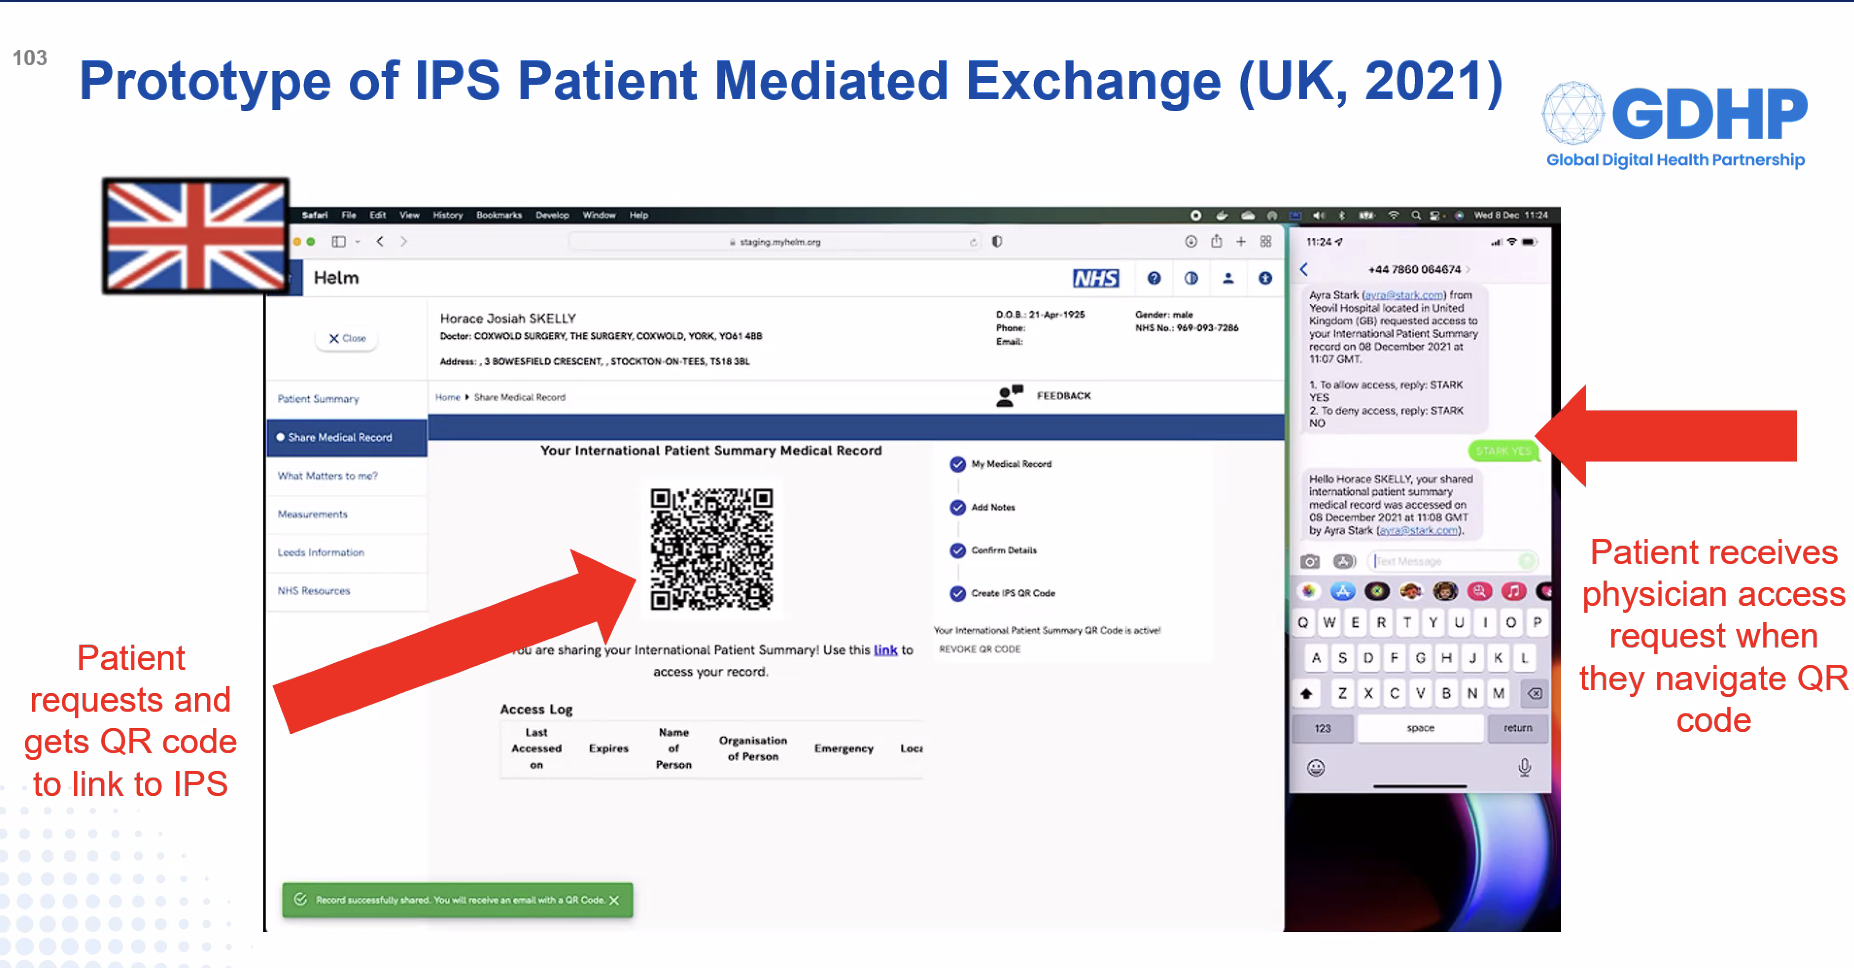 103
Prototype of IPS Patient Mediated Exchange (UK, 2021)
GDHP
Global Digital Health Partnership
Safari File Edit View History Bookmarks Develop Window Help
Wed 8 Dec 11:24
staging.myhelm.org
Helm
NHS
Close
Horace Josiah SKELLY
Doctor: COXWOLD SURGERY, THE SURGERY, COXWOLD, YORK, YO61 4BB
Address: , 3 BOWESFIELD CRESCENT, , STOCKTON-ON-TEES, TS18 3BL
D.O.B.: 21-Apr-1925
Phone:
Email:
Gender: male
NHS No.: 969-093-7286
Patient Summary
Share Medical Record
What Matters to me?
Measurements
Leeds Information
NHS Resources
Home Share Medical Record
FEEDBACK
Your International Patient Summary Medical Record
are sharing your International Patient Summary! Use this link to
access your record.
My Medical Record
Add Notes
Confirm Details
Create IPS QR Code
Your International Patient Summary QR Code is active!
REVOKE QR CODE
Access Log
Last
Accessed
on
Expires
Name
of
Person
Organisation
of Person
Emergency
Loca
Record successfully shared. You will receive an email with a QR Code.
11:24
+44 7860 064674
Ayra Stark (ayra@stark.com) from
Yeovil Hospital located in United
Kingdom (GB) requested access to
your International Patient Summary
record on 08 December 2021 at
11:07 GMT.
1. To allow access, reply: STARK
YES
2. To deny access, reply: STARK
NO
STARK YES
Hello Horace SKELLY, your shared
international patient summary
medical record was accessed on
08 December 2021 at 11:08 GMT
by Ayra Stark (ayra@stark.com).
Text Message
Q W E R T Y U I O P
A S D F G H J K L
Z X C V B N M
123 space return
Patient
requests and
gets QR code
to link to IPS
Patient receives
physician access
request when
they navigate QR
code